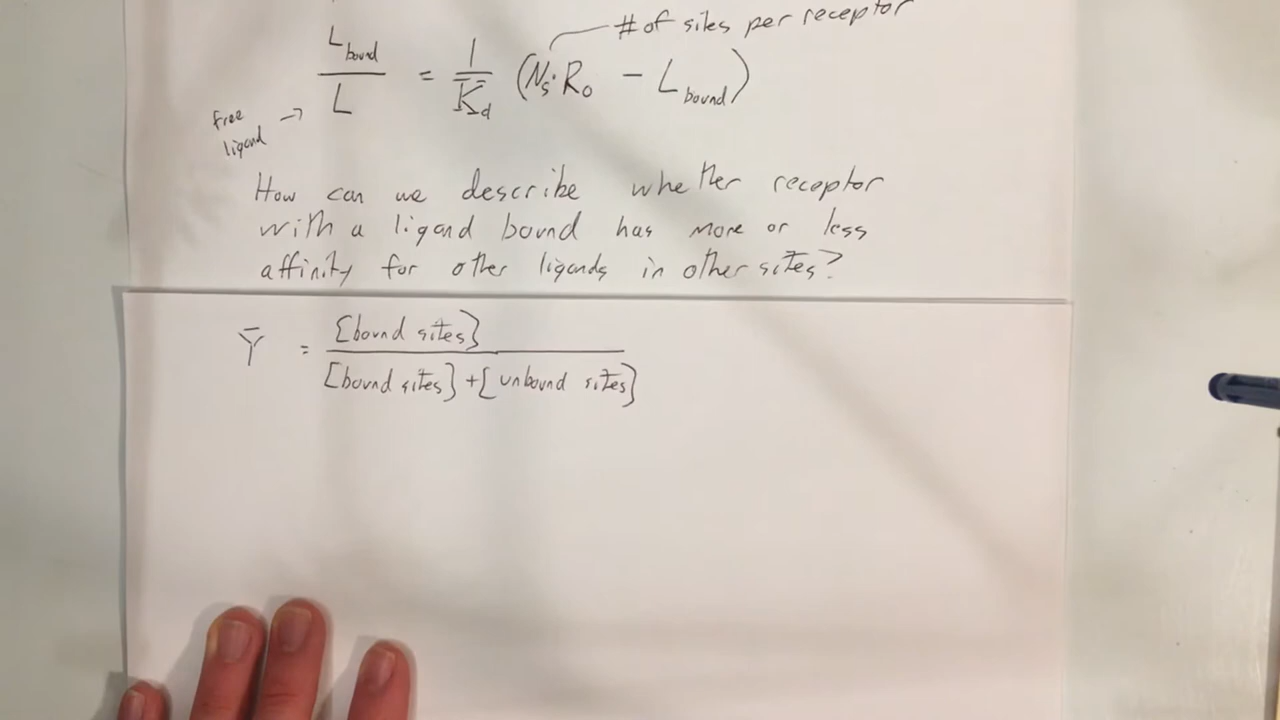 # of sites per receptor
L_bound / L = 1 / K_d (N_s · R_0 − L_bound)
Free
ligand →
How can we describe whether receptor
with a ligand bound has more or less
affinity for other ligands in other sites?
Ȳ = [bound sites] / [bound sites] + [unbound sites]